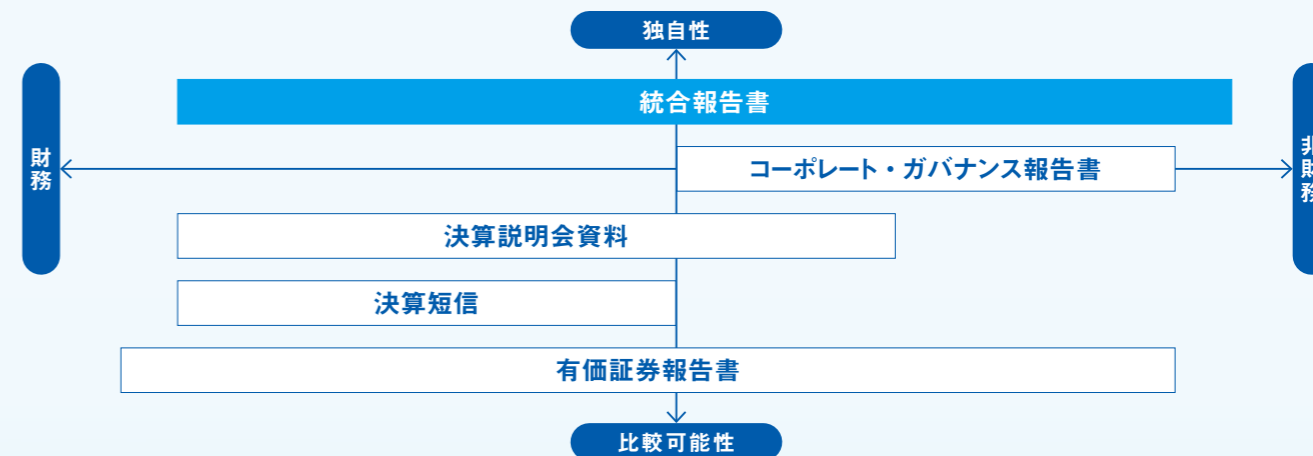 独自性
統合報告書
財務
非財務
コーポレート・ガバナンス報告書
決算説明会資料
決算短信
有価証券報告書
比較可能性